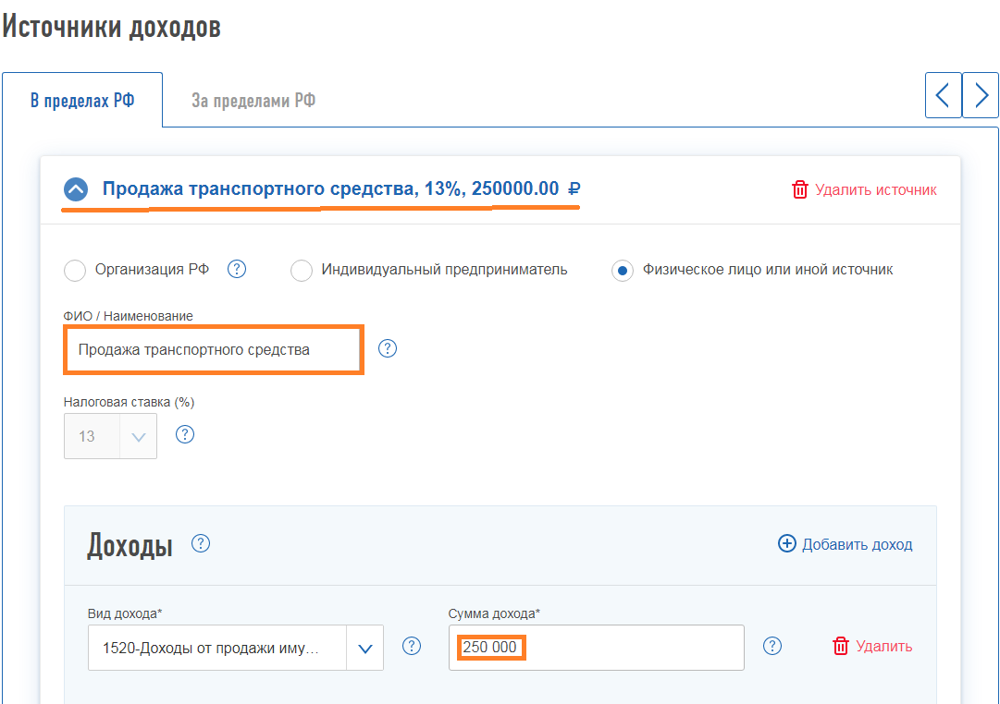 Источники доходов
В пределах РФ
За пределами РФ
Продажа транспортного средства, 13%, 250000.00 ₽
Удалить источник
Организация РФ ?
Индивидуальный предприниматель
Физическое лицо или иной источник
ФИО / Наименование
Продажа транспортного средства ?
Налоговая ставка (%)
13 ?
Доходы ?
Добавить доход
Вид дохода*
Сумма дохода*
1520-Доходы от продажи иму... ?
250 000 ?
Удалить